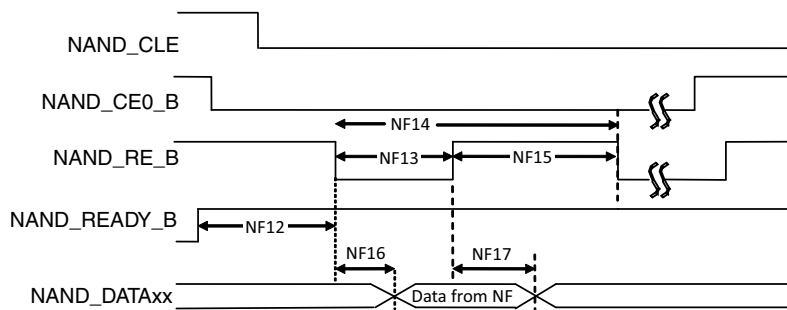 NAND_CLE
NAND_CE0_B
NF14
NAND_RE_B
NF13
NF15
NAND_READY_B
NF12
NF16
NF17
NAND_DATAxx
Data from NF